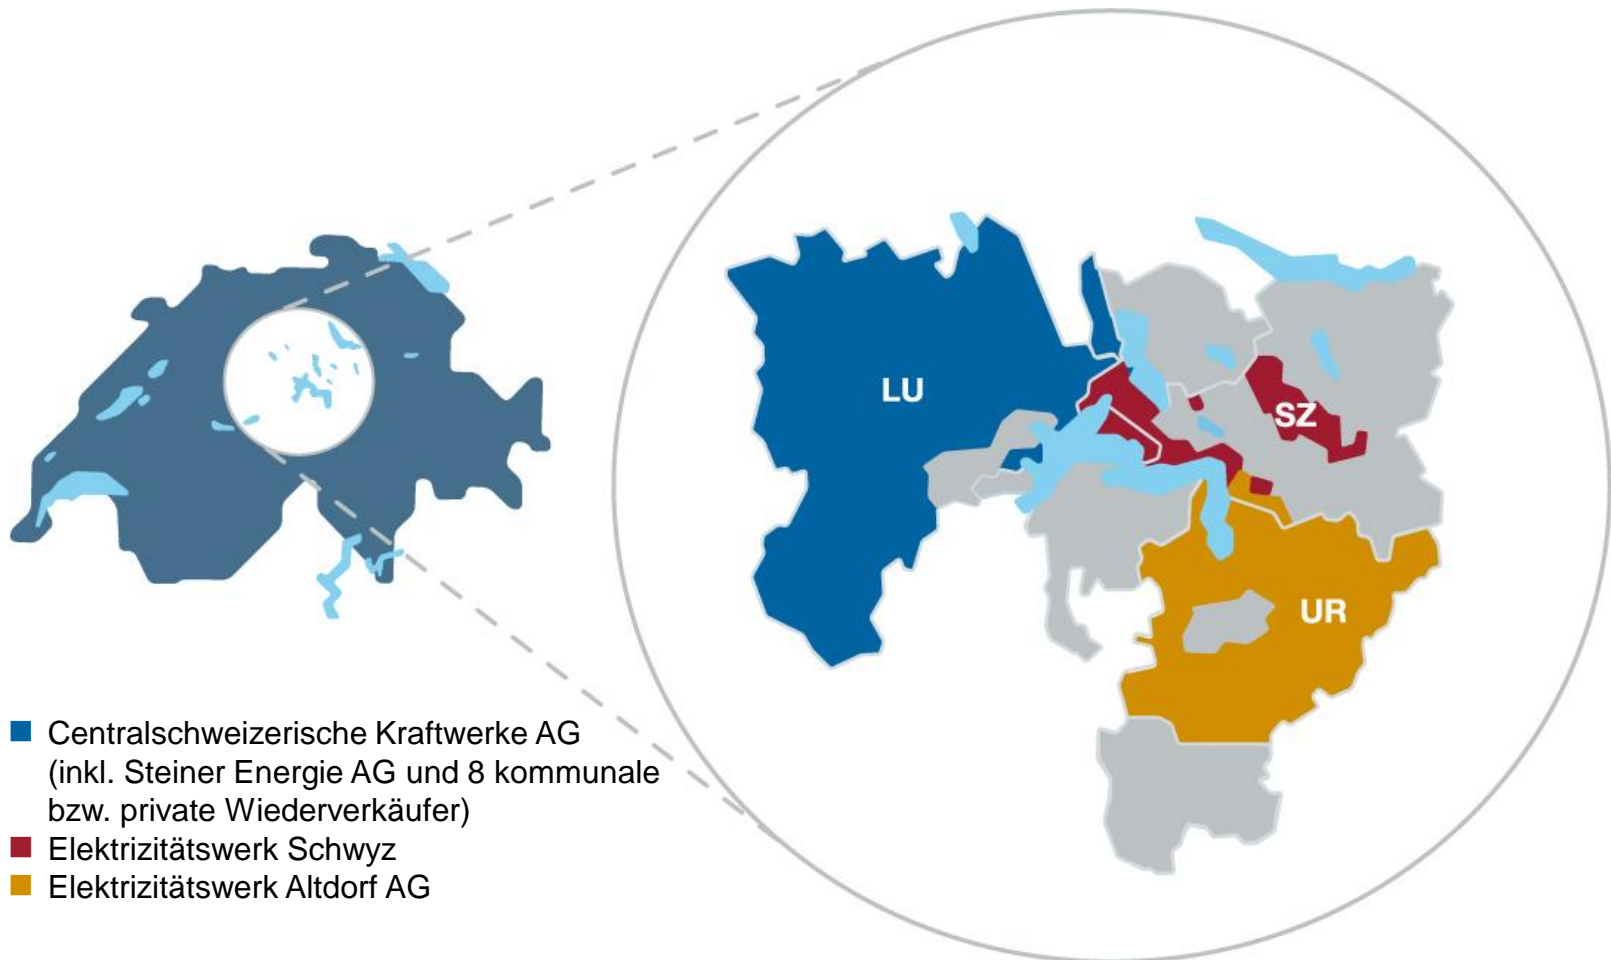 LU
SZ
UR
Centralschweizerische Kraftwerke AG
(inkl. Steiner Energie AG und 8 kommunale
bzw. private Wiederverkäufer)
Elektrizitätswerk Schwyz
Elektrizitätswerk Altdorf AG